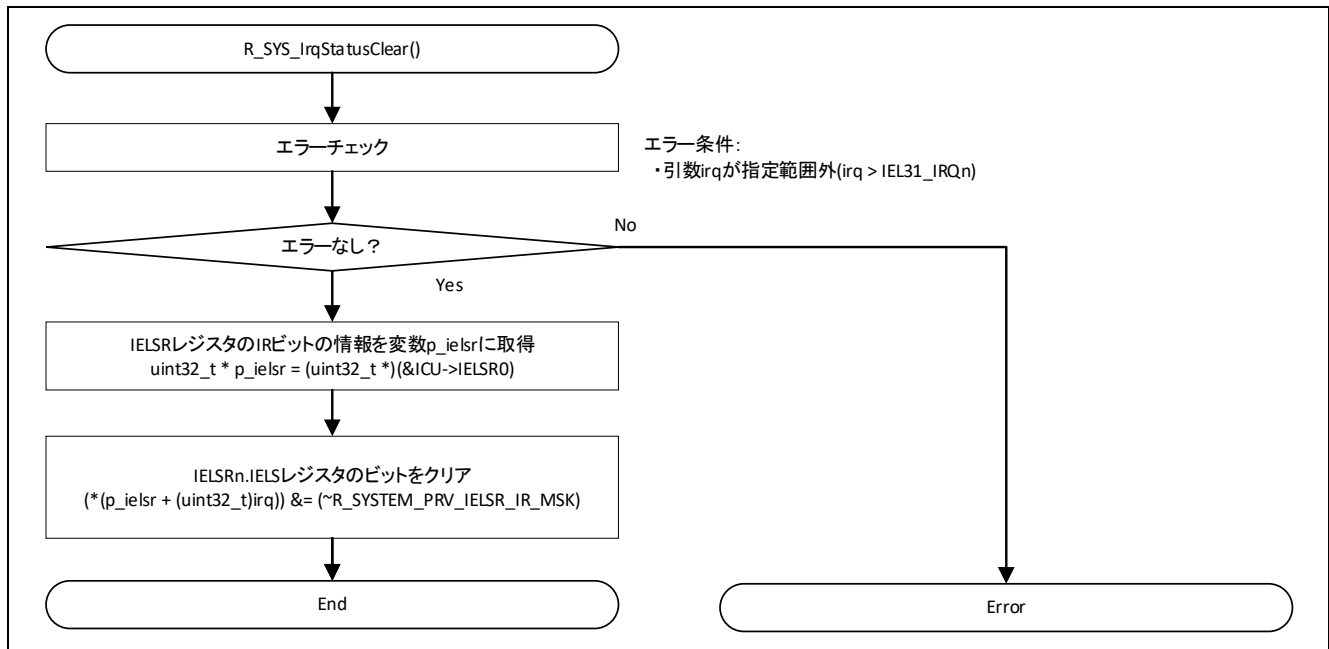 R_SYS_IrqStatusClear()
エラーチェック
エラー条件:
・引数irqが指定範囲外(irq > IEL31_IRQn)
エラーなし？
No
Yes
IELSRレジスタのIRビットの情報を変数p_ielsrに取得
uint32_t * p_ielsr = (uint32_t *)(&ICU->IELSR0)
IELSRn.IELSレジスタのビットをクリア
(*(p_ielsr + (uint32_t)irq)) &= (~R_SYSTEM_PRV_IELSR_IR_MSK)
End
Error